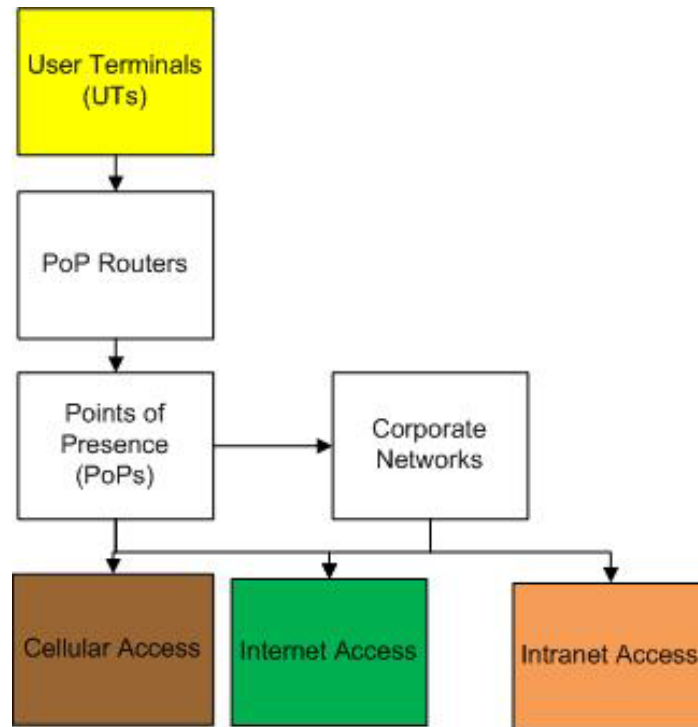 User Terminals
(UTs)
PoP Routers
Points of
Presence
(PoPs)
Corporate
Networks
Cellular Access
Internet Access
Intranet Access